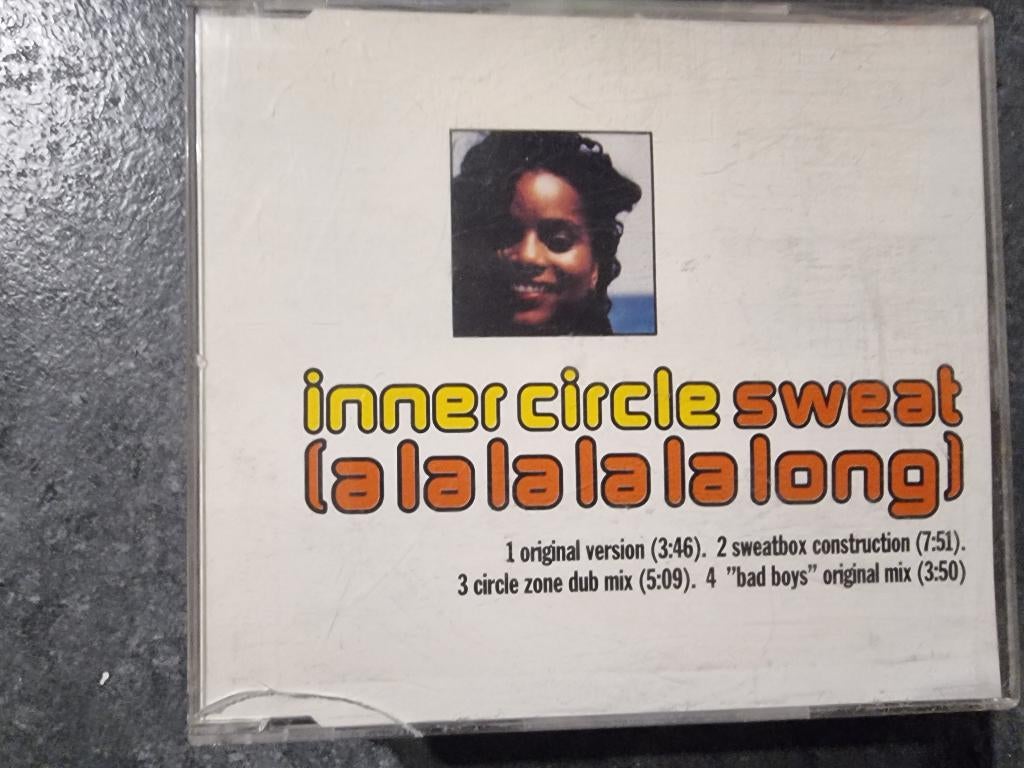 inner circle sweat
(a la la la la long)
1 original version (3:46). 2 sweatbox construction (7:51).
3 circle zone dub mix (5:09). 4 "bad boys" original mix (3:50)